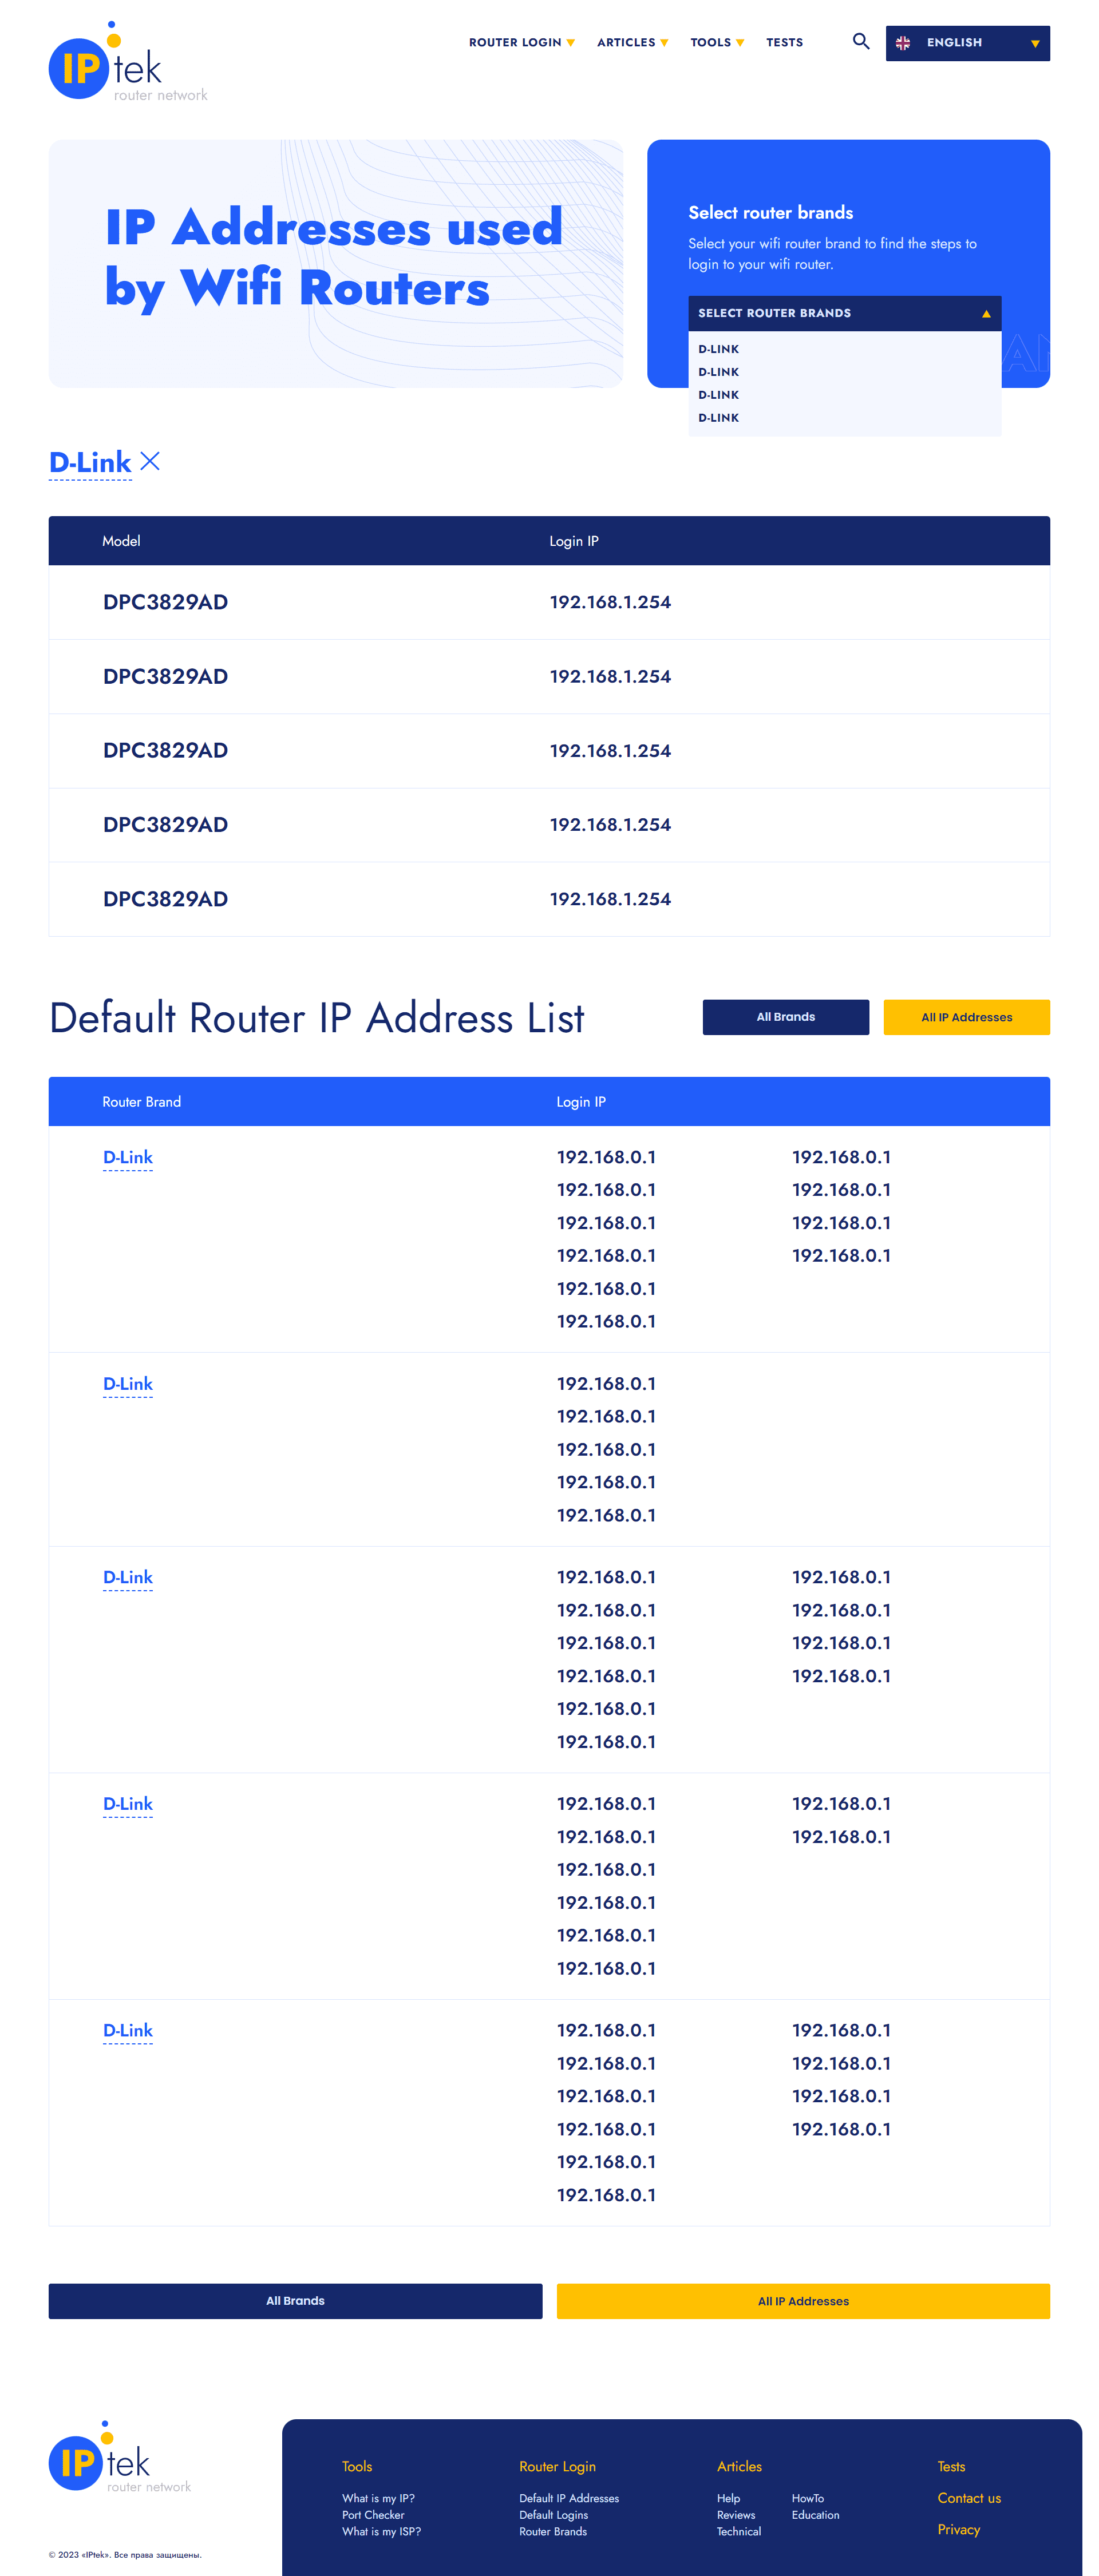 IP tek
router network
ROUTER LOGIN ARTICLES TOOLS TESTS ENGLISH
IP Addresses used
by Wifi Routers
Select router brands
Select your wifi router brand to find the steps to
login to your wifi router.
SELECT ROUTER BRANDS
D-LINK
D-LINK
D-LINK
D-LINK
D-Link
Model Login IP
DPC3829AD 192.168.1.254
DPC3829AD 192.168.1.254
DPC3829AD 192.168.1.254
DPC3829AD 192.168.1.254
DPC3829AD 192.168.1.254
Default Router IP Address List All Brands All IP Addresses
Router Brand Login IP
D-Link 192.168.0.1 192.168.0.1
192.168.0.1 192.168.0.1
192.168.0.1 192.168.0.1
192.168.0.1 192.168.0.1
192.168.0.1
192.168.0.1
D-Link 192.168.0.1
192.168.0.1
192.168.0.1
192.168.0.1
192.168.0.1
D-Link 192.168.0.1 192.168.0.1
192.168.0.1 192.168.0.1
192.168.0.1 192.168.0.1
192.168.0.1 192.168.0.1
192.168.0.1
192.168.0.1
D-Link 192.168.0.1 192.168.0.1
192.168.0.1 192.168.0.1
192.168.0.1
192.168.0.1
192.168.0.1
192.168.0.1
D-Link 192.168.0.1 192.168.0.1
192.168.0.1 192.168.0.1
192.168.0.1 192.168.0.1
192.168.0.1 192.168.0.1
192.168.0.1
192.168.0.1
All Brands All IP Addresses
IP tek
router network
© 2023 «IPtek». Все права защищены.
Tools
What is my IP?
Port Checker
What is my ISP?
Router Login
Default IP Addresses
Default Logins
Router Brands
Articles
Help HowTo
Reviews Education
Technical
Tests
Contact us
Privacy